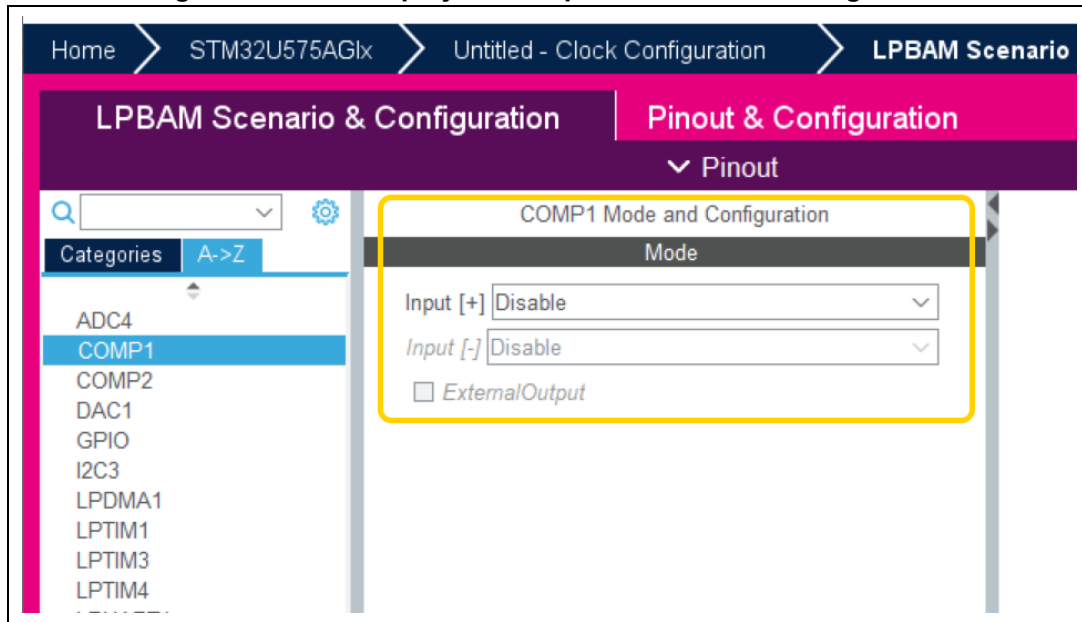 Home STM32U575AGIx Untitled - Clock Configuration LPBAM Scenario
LPBAM Scenario & Configuration Pinout & Configuration
Pinout
COMP1 Mode and Configuration
Categories A->Z
Mode
Input [+] Disable
Input [-] Disable
ExternalOutput
ADC4
COMP1
COMP2
DAC1
GPIO
I2C3
LPDMA1
LPTIM1
LPTIM3
LPTIM4